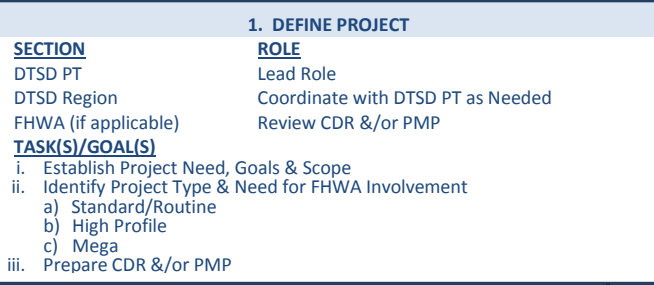 1. DEFINE PROJECT
SECTION ROLE
DTSD PT Lead Role
DTSD Region Coordinate with DTSD PT as Needed
FHWA (if applicable) Review CDR &/or PMP
TASK(S)/GOAL(S)
i. Establish Project Need, Goals & Scope
ii. Identify Project Type & Need for FHWA Involvement
a) Standard/Routine
b) High Profile
c) Mega
iii. Prepare CDR &/or PMP